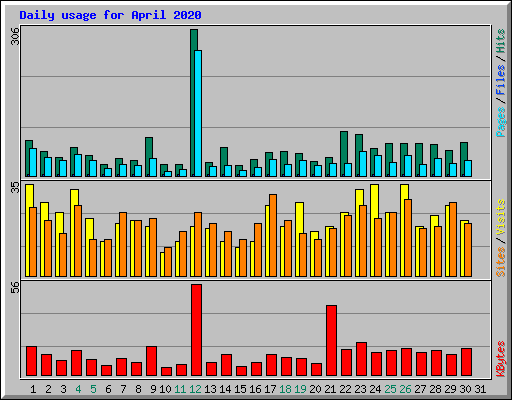 Daily usage for April 2020
306
Pages / Files / Hits
35
Sites / Visits
56
KBytes
1 2 3 4 5 6 7 8 9 10 11 12 13 14 15 16 17 18 19 20 21 22 23 24 25 26 27 28 29 30 31